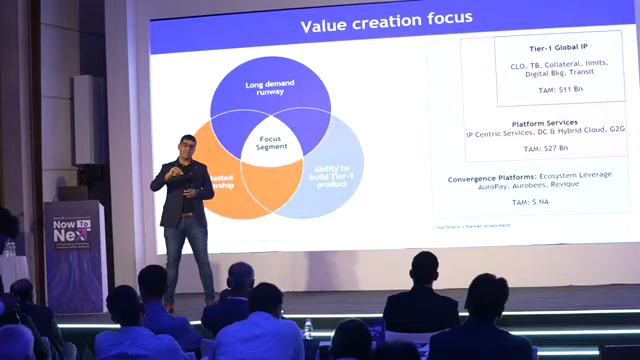 Value creation focus
Long demand
runway
Focus
Segment
Ability to
build Tier-1
product
Tier-1 Global IP
CLO, TB, Collateral, limits,
Digital Bkg, Transit
TAM: $11 Bn
Platform Services
IP Centric Services, DC & Hybrid Cloud, G2G
TAM: $27 Bn
Convergence Platforms: Ecosystem Leverage
AuroPay, Aurobees, Revique
TAM: $ NA
Market Assessment
Now To
NexT